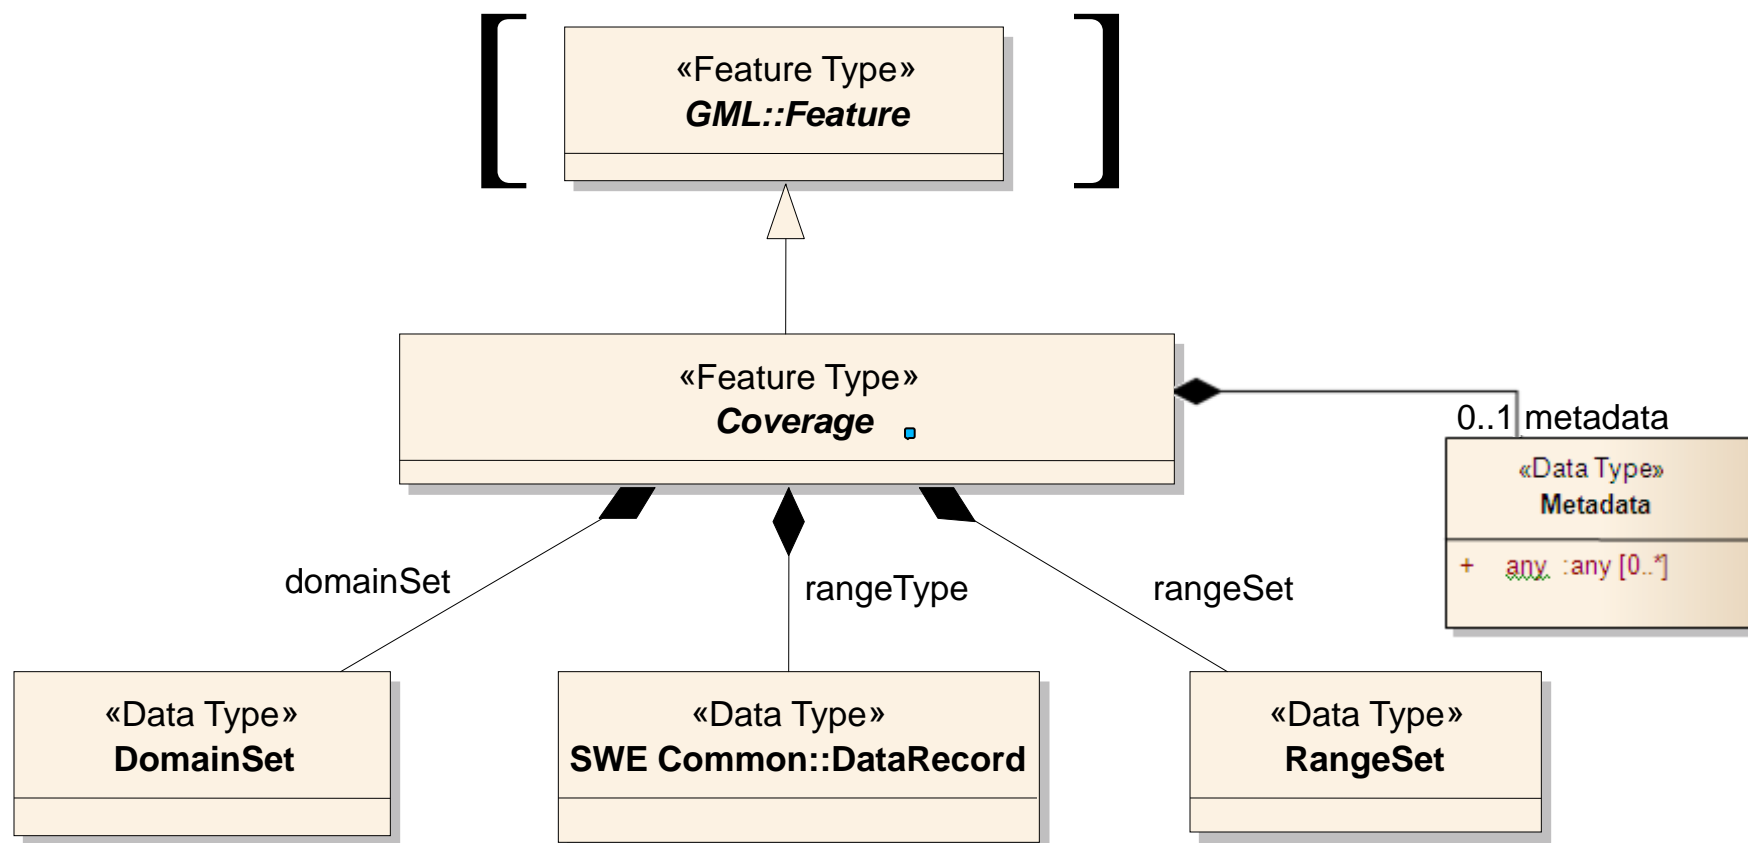 «Feature Type»
GML::Feature
«Feature Type»
Coverage
0..1 metadata
«Data Type»
Metadata
+ any :any [0..*]
domainSet
rangeType
rangeSet
«Data Type»
DomainSet
«Data Type»
SWE Common::DataRecord
«Data Type»
RangeSet